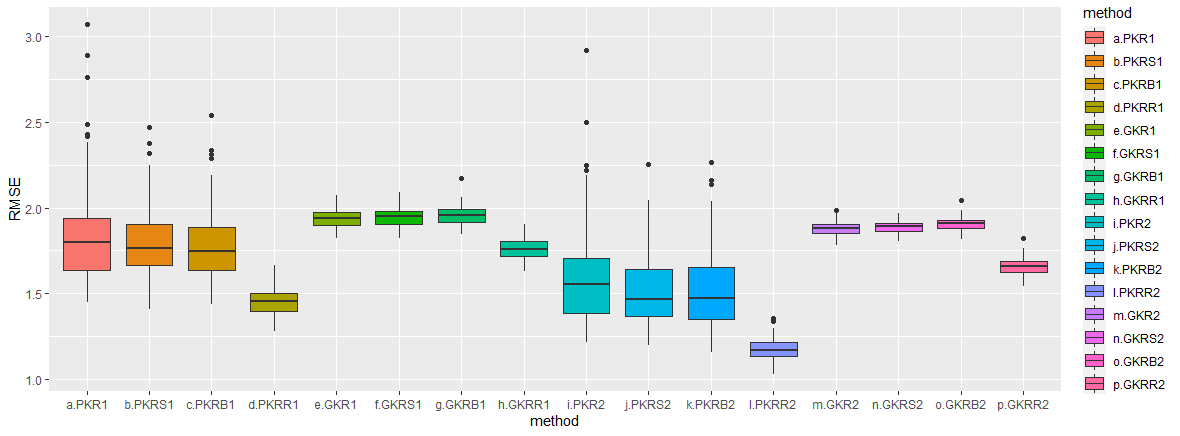 RMSE
3.0
2.5
2.0
1.5
1.0
a.PKR1 b.PKRS1 c.PKRB1 d.PKRR1 e.GKR1 f.GKRS1 g.GKRB1 h.GKRR1 i.PKR2 j.PKRS2 k.PKRB2 l.PKRR2 m.GKR2 n.GKRS2 o.GKRB2 p.GKRR2
method
method
a.PKR1
b.PKRS1
c.PKRB1
d.PKRR1
e.GKR1
f.GKRS1
g.GKRB1
h.GKRR1
i.PKR2
j.PKRS2
k.PKRB2
l.PKRR2
m.GKR2
n.GKRS2
o.GKRB2
p.GKRR2